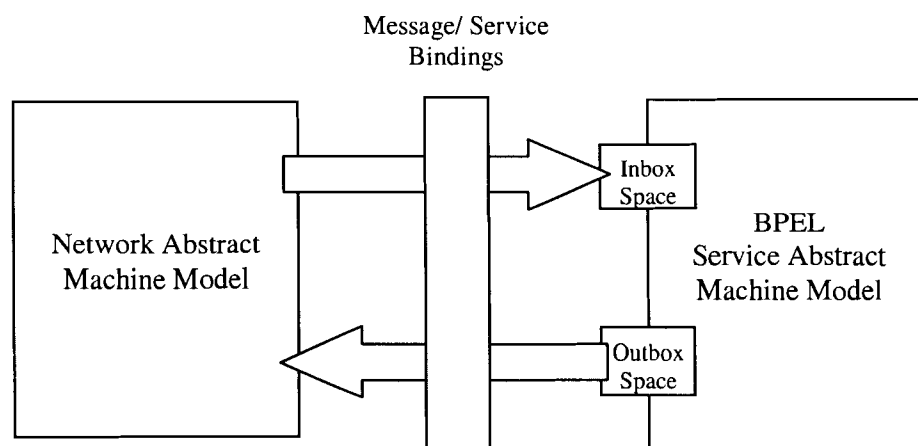 Message/ Service
Bindings
Inbox
Space
Network Abstract
Machine Model
BPEL
Service Abstract
Machine Model
Outbox
Space